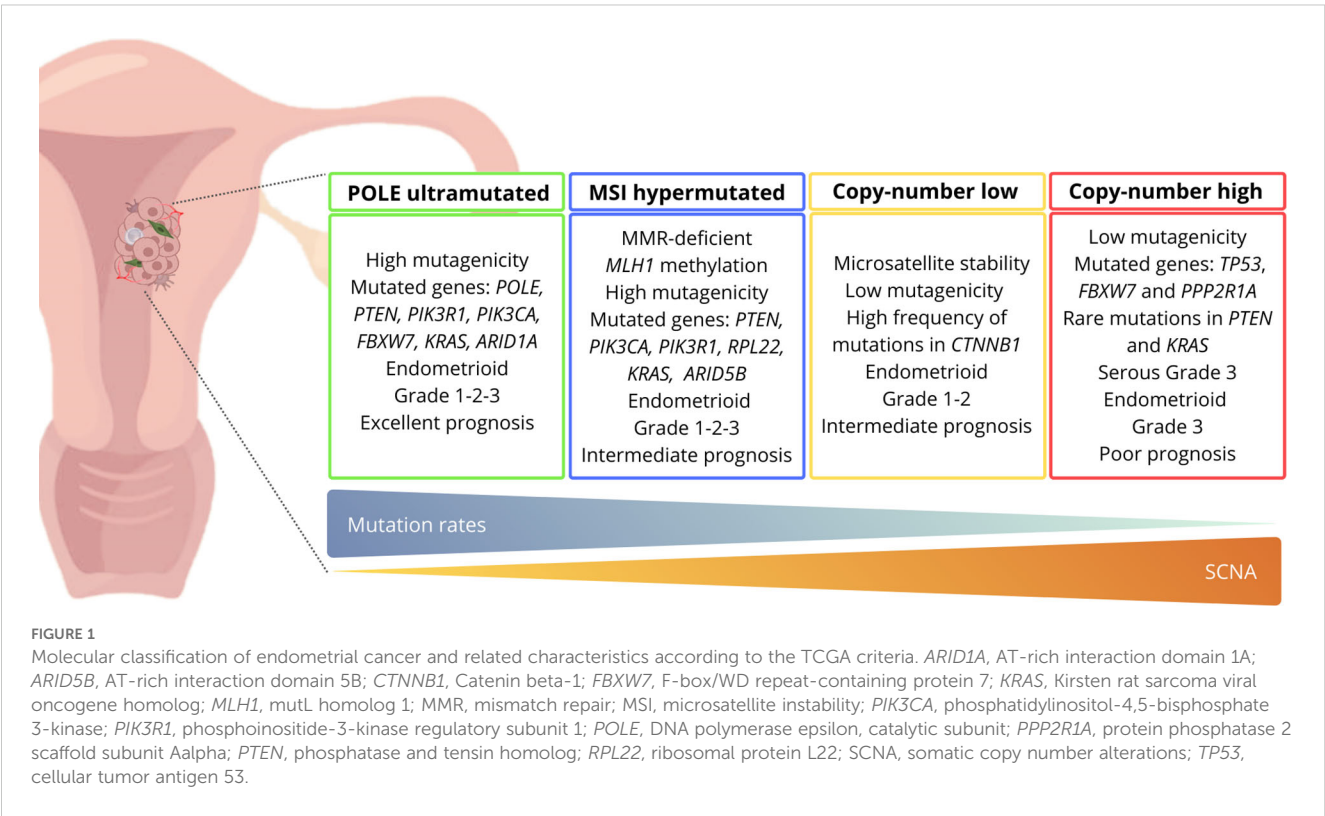 POLE ultramutated
High mutagenicity
Mutated genes: POLE,
PTEN, PIK3R1, PIK3CA,
FBXW7, KRAS, ARID1A
Endometrioid
Grade 1-2-3
Excellent prognosis
MSI hypermutated
MMR-deficient
MLH1 methylation
High mutagenicity
Mutated genes: PTEN,
PIK3CA, PIK3R1, RPL22,
KRAS, ARID5B
Endometrioid
Grade 1-2-3
Intermediate prognosis
Copy-number low
Microsatellite stability
Low mutagenicity
High frequency of
mutations in CTNNB1
Endometrioid
Grade 1-2
Intermediate prognosis
Copy-number high
Low mutagenicity
Mutated genes: TP53,
FBXW7 and PPP2R1A
Rare mutations in PTEN
and KRAS
Serous Grade 3
Endometrioid
Grade 3
Poor prognosis
Mutation rates
SCNA
FIGURE 1
Molecular classification of endometrial cancer and related characteristics according to the TCGA criteria. ARID1A, AT-rich interaction domain 1A;
ARID5B, AT-rich interaction domain 5B; CTNNB1, Catenin beta-1; FBXW7, F-box/WD repeat-containing protein 7; KRAS, Kirsten rat sarcoma viral
oncogene homolog; MLH1, mutL homolog 1; MMR, mismatch repair; MSI, microsatellite instability; PIK3CA, phosphatidylinositol-4,5-bisphosphate
3-kinase; PIK3R1, phosphoinositide-3-kinase regulatory subunit 1; POLE, DNA polymerase epsilon, catalytic subunit; PPP2R1A, protein phosphatase 2
scaffold subunit Aalpha; PTEN, phosphatase and tensin homolog; RPL22, ribosomal protein L22; SCNA, somatic copy number alterations; TP53,
cellular tumor antigen 53.